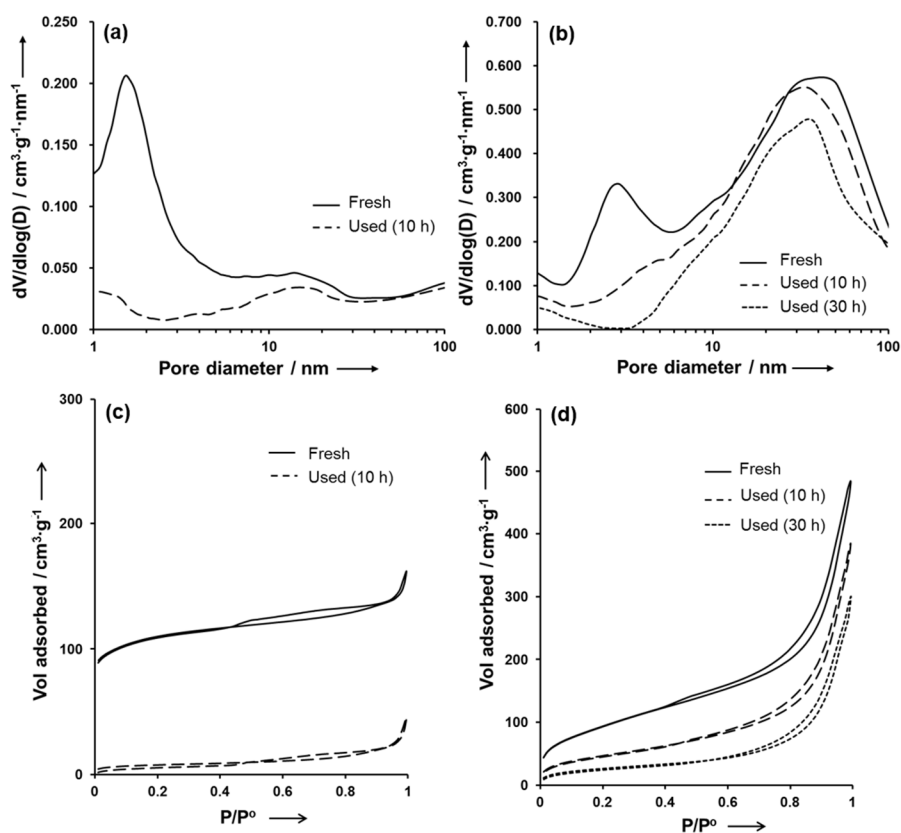 (a)
0.250
0.200
0.150
0.100
0.050
0.000
dV/dlog(D) / cm³·g⁻¹·nm⁻¹
Fresh
Used (10 h)
1
10
100
Pore diameter / nm
(b)
0.700
0.600
0.500
0.400
0.300
0.200
0.100
0.000
dV/dlog(D) / cm³·g⁻¹·nm⁻¹
Fresh
Used (10 h)
Used (30 h)
1
10
100
Pore diameter / nm
(c)
300
200
100
0
Vol adsorbed / cm³·g⁻¹
Fresh
Used (10 h)
0
0.2
0.4
0.6
0.8
1
P/Pº
(d)
600
500
400
300
200
100
0
Vol adsorbed / cm³·g⁻¹
Fresh
Used (10 h)
Used (30 h)
0
0.2
0.4
0.6
0.8
1
P/Pº